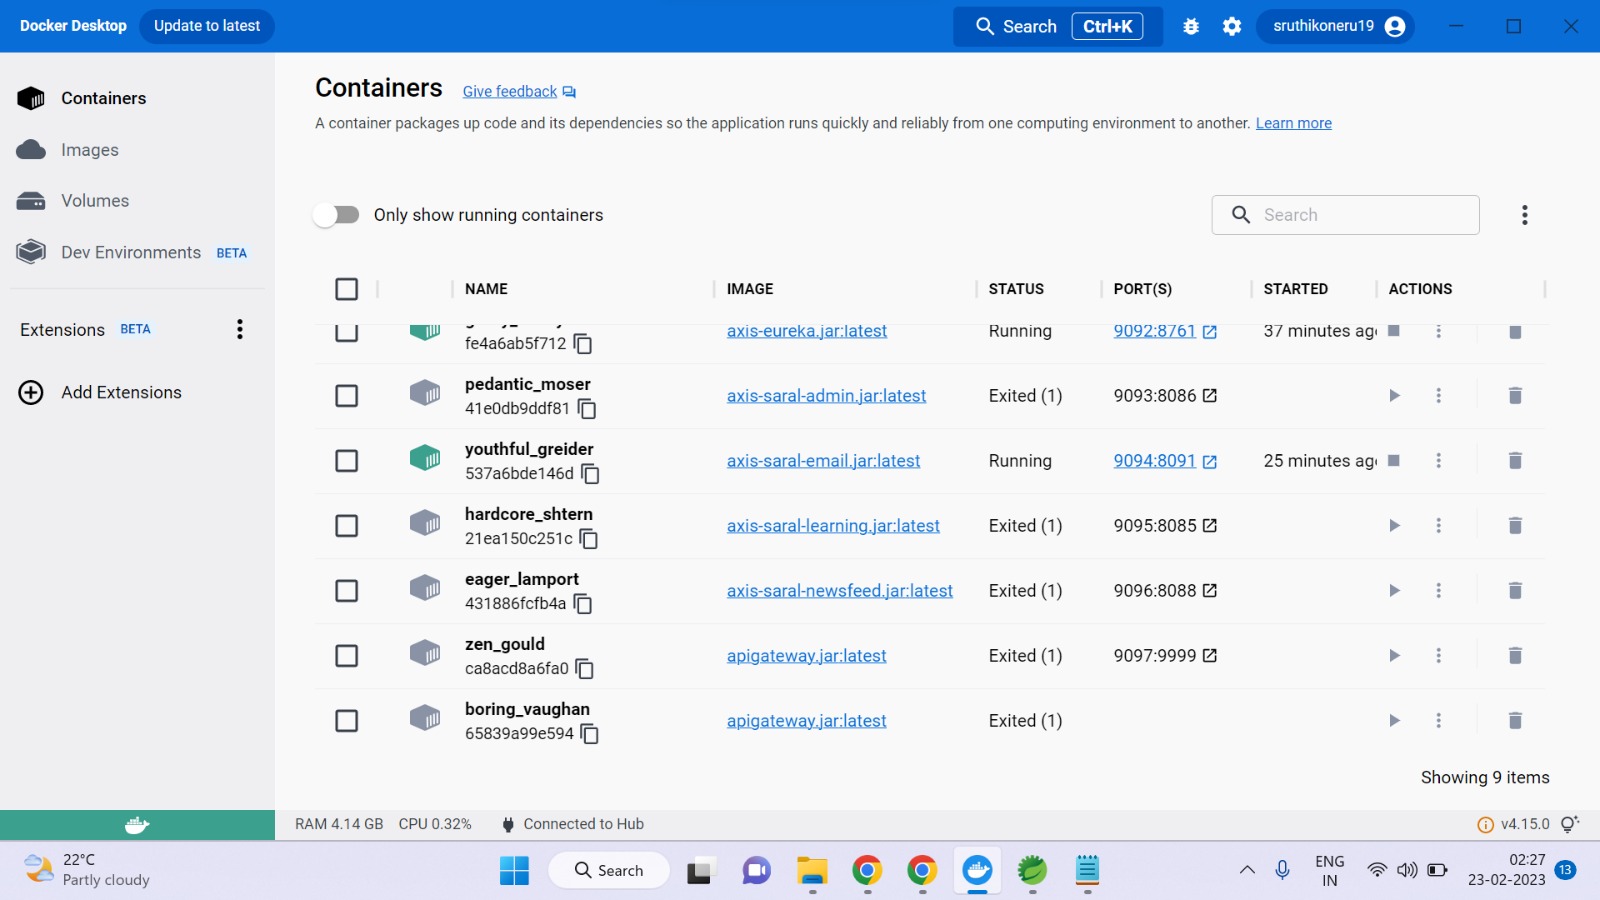 Docker Desktop
Update to latest
Search
Ctrl+K
sruthikoneru19
Containers
Images
Volumes
Dev Environments BETA
Extensions BETA
Add Extensions
Containers Give feedback
A container packages up code and its dependencies so the application runs quickly and reliably from one computing environment to another. Learn more
Only show running containers
Search
NAME IMAGE STATUS PORT(S) STARTED ACTIONS
axis-eureka.jar:latest Running 9092:8761 37 minutes ag
fe4a6ab5f712
pedantic_moser
41e0db9ddf81
axis-saral-admin.jar:latest Exited (1) 9093:8086
youthful_greider
537a6bde146d
axis-saral-email.jar:latest Running 9094:8091 25 minutes ag
hardcore_shtern
21ea150c251c
axis-saral-learning.jar:latest Exited (1) 9095:8085
eager_lamport
431886fcfb4a
axis-saral-newsfeed.jar:latest Exited (1) 9096:8088
zen_gould
ca8acd8a6fa0
apigateway.jar:latest Exited (1) 9097:9999
boring_vaughan
65839a99e594
apigateway.jar:latest Exited (1)
Showing 9 items
RAM 4.14 GB CPU 0.32% Connected to Hub
v4.15.0
22°C
Partly cloudy
Search
ENG
IN
02:27
23-02-2023
13